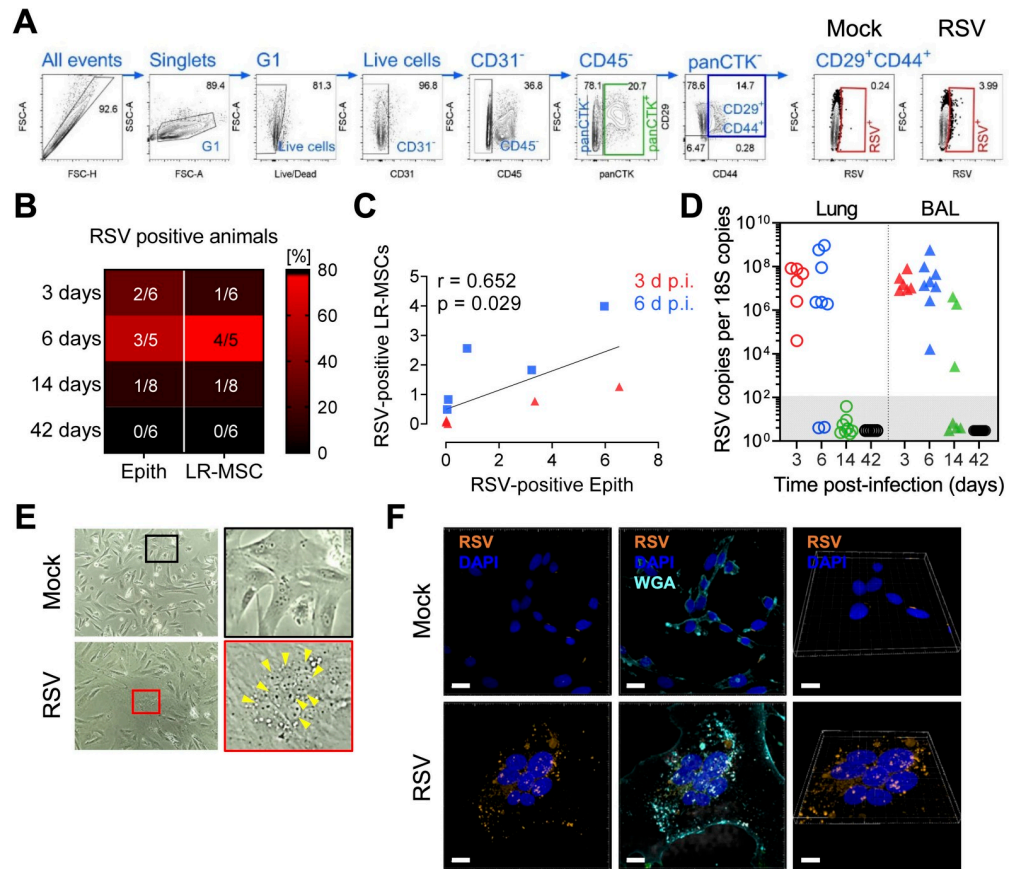 A
All events
Singlets
G1
Live cells
CD31⁻
CD45⁻
panCTK⁻
Mock
RSV
CD29⁺CD44⁺
FSC-A
92.6
FSC-H
SSC-A
89.4
G1
FSC-A
FSC-A
81.3
Live cells
Live/Dead
FSC-A
96.8
CD31⁻
CD31
FSC-A
36.8
CD45⁻
CD45
FSC-A
78.1
20.7
panCTK⁻
panCTK⁺
panCTK
CD29
78.6
14.7
CD29⁺
CD44⁺
6.47
0.28
CD44
FSC-A
0.24
RSV⁺
RSV
FSC-A
3.99
RSV⁺
RSV
B
RSV positive animals
[%]
3 days
2/6
1/6
6 days
3/5
4/5
14 days
1/8
1/8
42 days
0/6
0/6
Epith
LR-MSC
80
60
40
20
0
C
RSV-positive LR-MSCs
r = 0.652
p = 0.029
3 d p.i.
6 d p.i.
5
4
3
2
1
0
0
2
4
6
8
RSV-positive Epith
D
Lung
BAL
RSV copies per 18S copies
10¹⁰
10⁸
10⁶
10⁴
10²
10⁰
3
6
14
42
3
6
14
42
Time post-infection (days)
E
Mock
RSV
F
Mock
RSV
DAPI
RSV
DAPI
WGA
RSV
DAPI
RSV